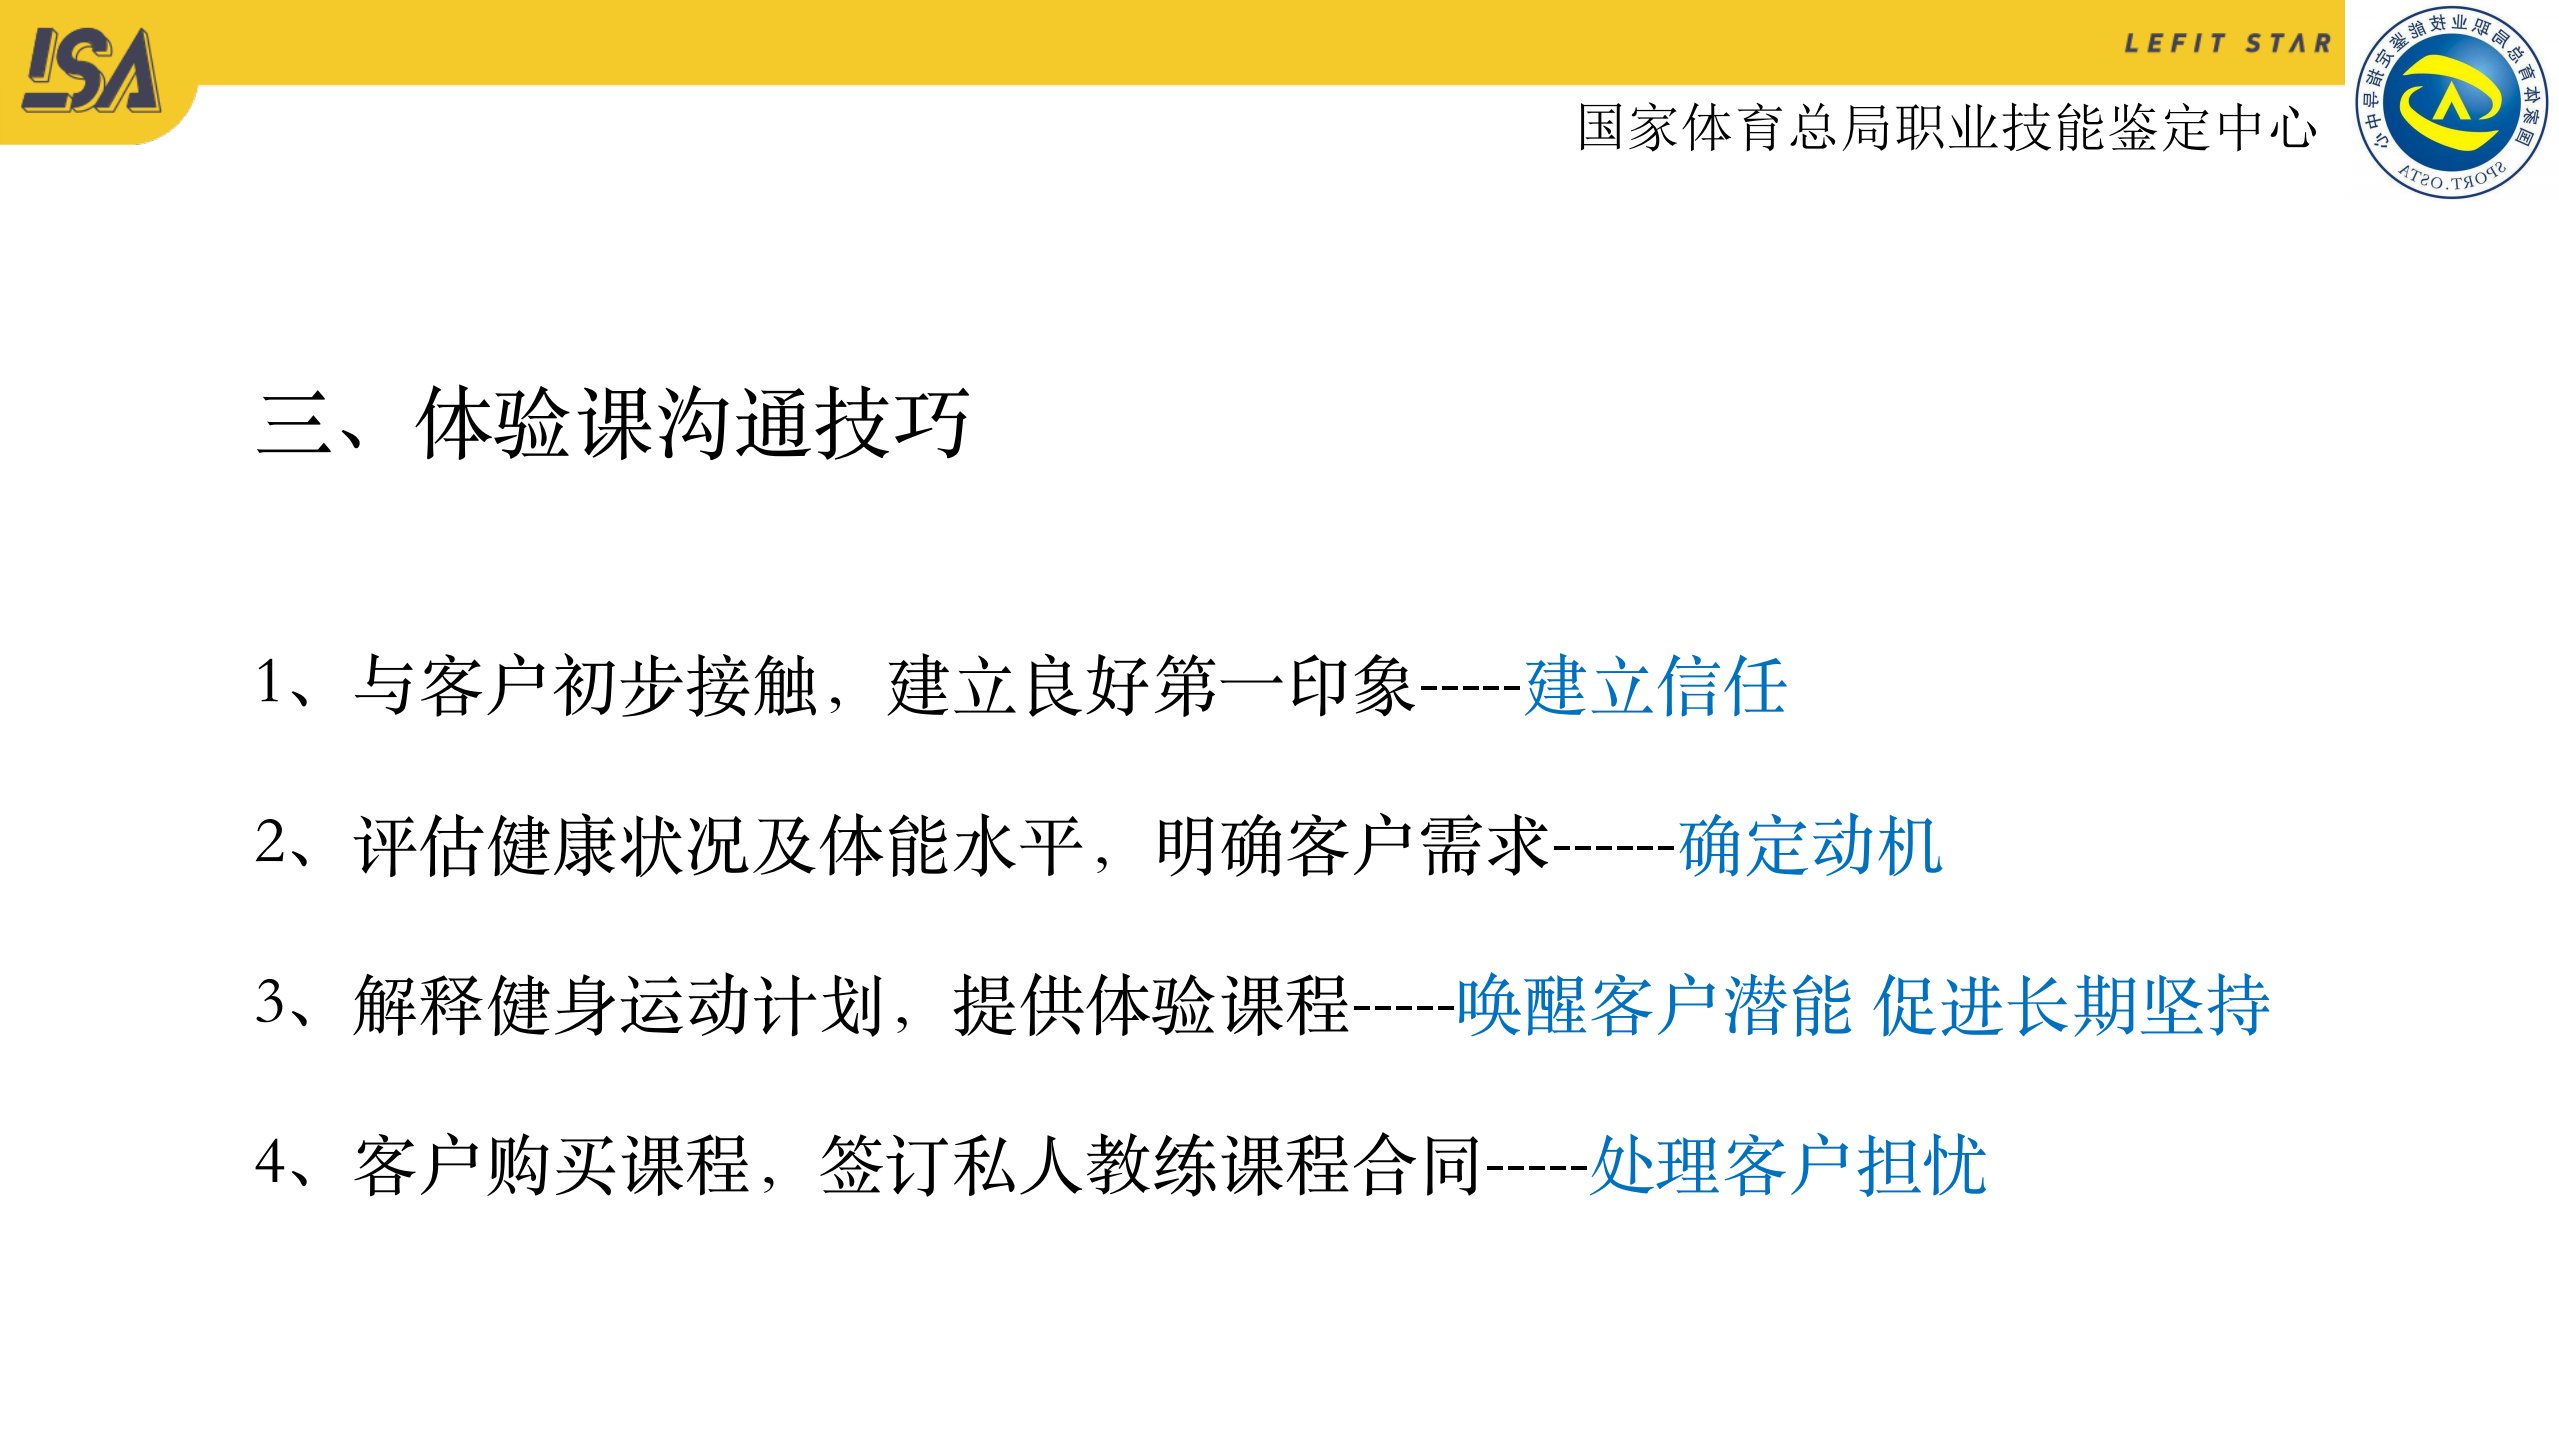 LSA
LEFIT STAR
国家体育总局职业技能鉴定中心
国家体育总局职业技能鉴定指导中心
SPORT.OSTA
三、体验课沟通技巧
1、与客户初步接触，建立良好第一印象-----建立信任
2、评估健康状况及体能水平，明确客户需求------确定动机
3、解释健身运动计划，提供体验课程-----唤醒客户潜能 促进长期坚持
4、客户购买课程，签订私人教练课程合同-----处理客户担忧